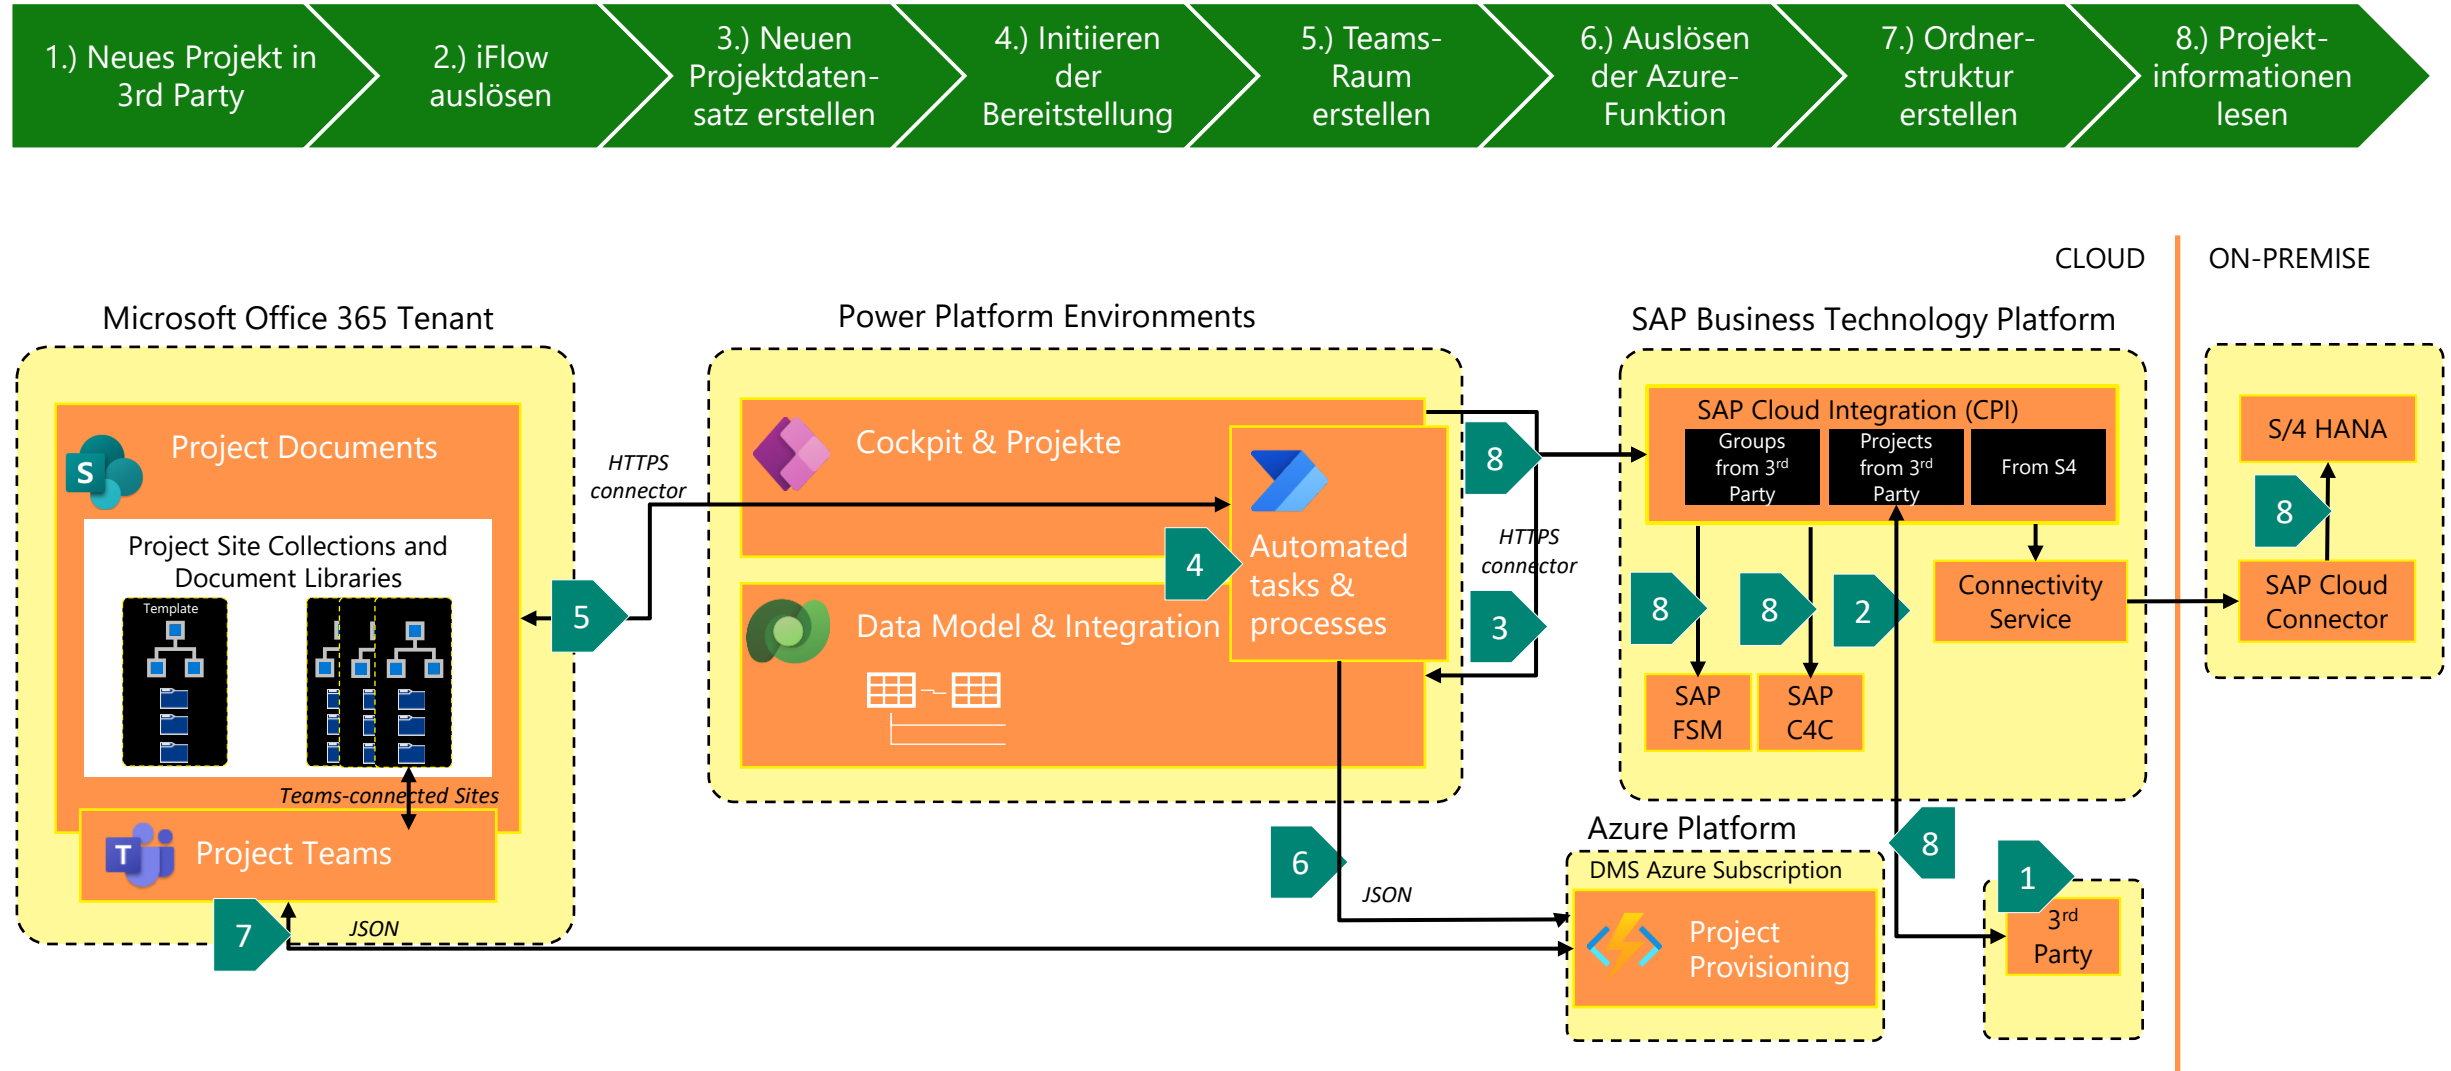 1.) Neues Projekt in
3rd Party
2.) iFlow
auslösen
3.) Neuen
Projektdaten-
satz erstellen
4.) Initiieren
der
Bereitstellung
5.) Teams-
Raum
erstellen
6.) Auslösen
der Azure-
Funktion
7.) Ordner-
struktur
erstellen
8.) Projekt-
informationen
lesen
CLOUD
ON-PREMISE
Microsoft Office 365 Tenant
Project Documents
S
Project Site Collections and
Document Libraries
Template
Teams-connected Sites
T
Project Teams
7
JSON
HTTPS
connector
5
Power Platform Environments
Cockpit & Projekte
4
Automated
tasks &
processes
Data Model & Integration
8
HTTPS
connector
3
6
JSON
SAP Business Technology Platform
SAP Cloud Integration (CPI)
Groups
from 3rd
Party
Projects
from 3rd
Party
From S4
8
8
2
Connectivity
Service
SAP
FSM
SAP
C4C
S/4 HANA
8
SAP Cloud
Connector
Azure Platform
DMS Azure Subscription
Project
Provisioning
8
1
3rd
Party